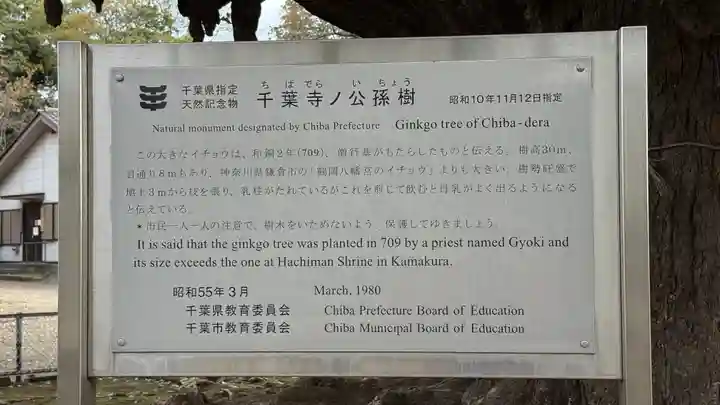 千葉県指定
天然記念物
ちばでら いちょう
千葉寺ノ公孫樹
昭和10年11月12日指定
Natural monument designated by Chiba Prefecture Ginkgo tree of Chiba-dera
この大きなイチョウは、和銅2年(709)、僧行基がもたらしたものと伝える。樹高30m、
目通り8mもあり、神奈川県鎌倉市の「鶴岡八幡宮のイチョウ」よりも大きい。樹勢旺盛で
地上3mから枝を張り、乳柱がたれているがこれを煎じて飲むと母乳がよく出るようになる
と伝えている。
*市民一人一人の注意で、樹木をいためないよう 保護してゆきましょう。
It is said that the ginkgo tree was planted in 709 by a priest named Gyoki and
its size exceeds the one at Hachiman Shrine in Kamakura.
昭和55年3月 March, 1980
千葉県教育委員会 Chiba Prefecture Board of Education
千葉市教育委員会 Chiba Municipal Board of Education